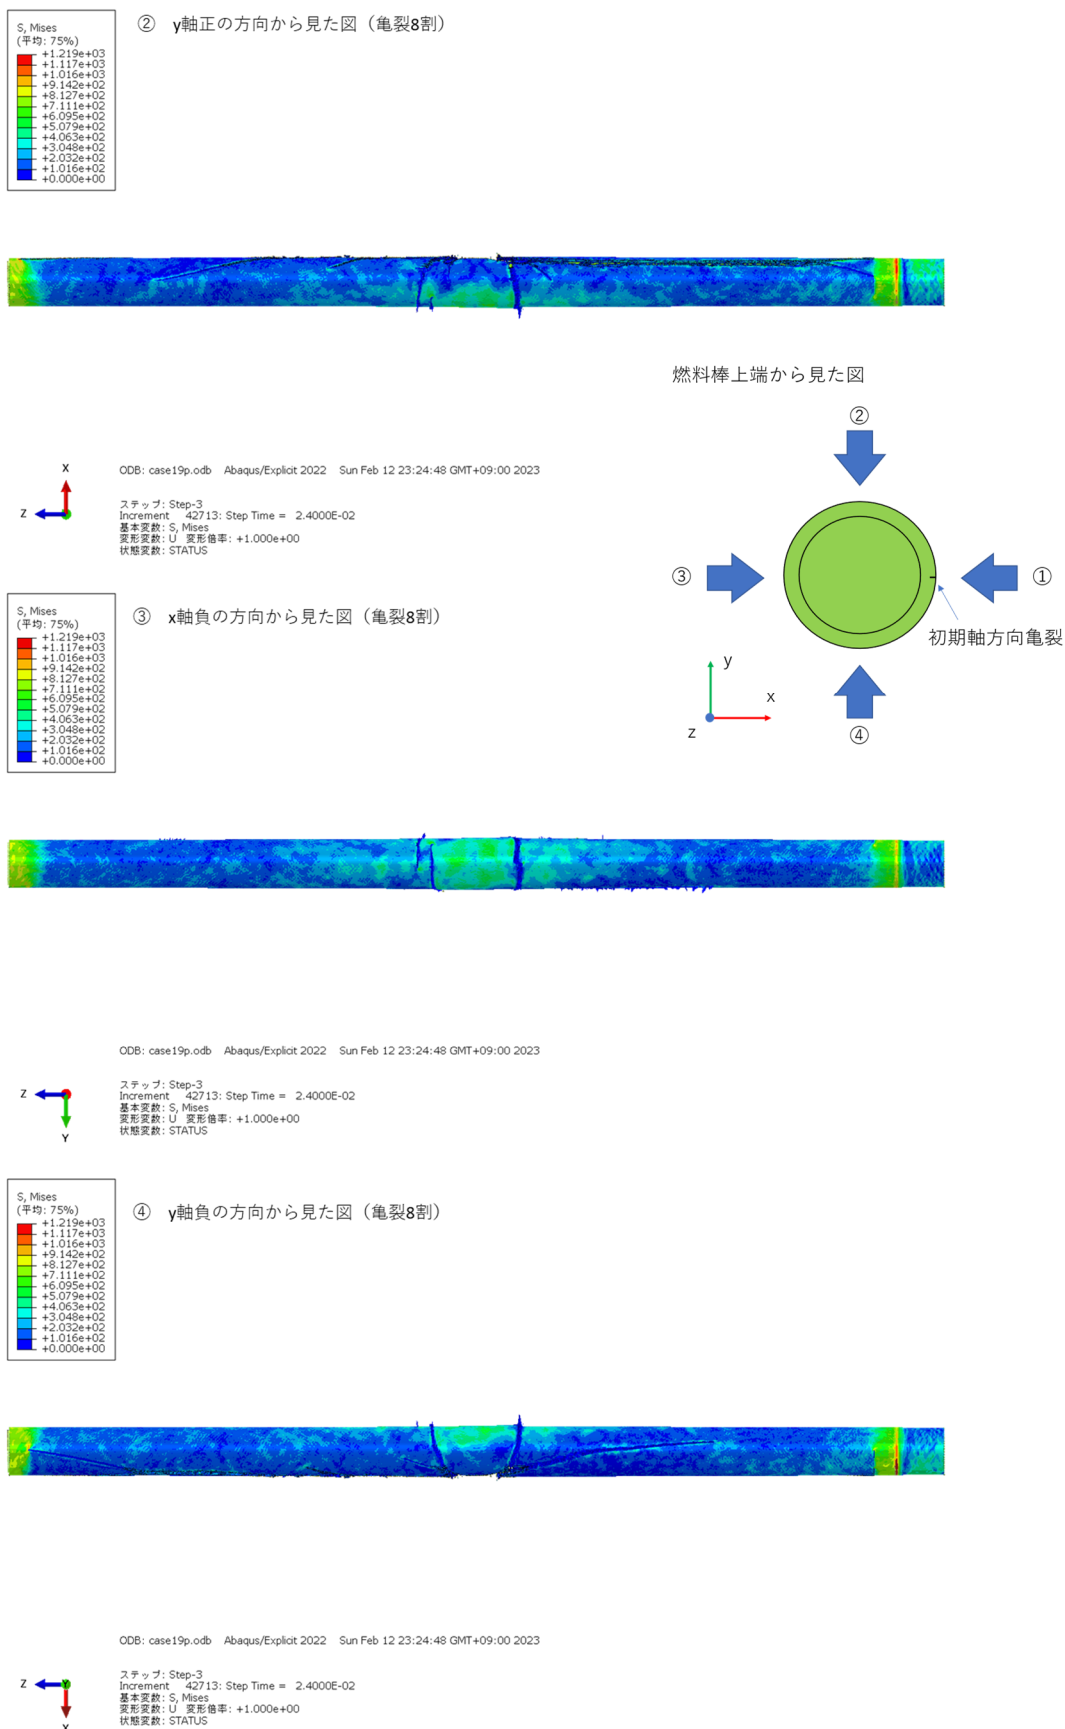 ② y軸正の方向から見た図（亀裂8割）
S, Mises
(平均: 75%)
+1.219e+03
+1.117e+03
+1.016e+03
+9.142e+02
+8.127e+02
+7.111e+02
+6.095e+02
+5.079e+02
+4.063e+02
+3.048e+02
+2.032e+02
+1.016e+02
+0.000e+00
燃料棒上端から見た図
②
③
①
初期軸方向亀裂
y
x
z
④
X
Z
ODB: case19p.odb Abaqus/Explicit 2022 Sun Feb 12 23:24:48 GMT+09:00 2023
ステップ: Step-3
Increment 42713: Step Time = 2.4000E-02
基本変数: S, Mises
変形変数: U 変形倍率: +1.000e+00
状態変数: STATUS
③ x軸負の方向から見た図（亀裂8割）
S, Mises
(平均: 75%)
+1.219e+03
+1.117e+03
+1.016e+03
+9.142e+02
+8.127e+02
+7.111e+02
+6.095e+02
+5.079e+02
+4.063e+02
+3.048e+02
+2.032e+02
+1.016e+02
+0.000e+00
ODB: case19p.odb Abaqus/Explicit 2022 Sun Feb 12 23:24:48 GMT+09:00 2023
Z
Y
ステップ: Step-3
Increment 42713: Step Time = 2.4000E-02
基本変数: S, Mises
変形変数: U 変形倍率: +1.000e+00
状態変数: STATUS
④ y軸負の方向から見た図（亀裂8割）
S, Mises
(平均: 75%)
+1.219e+03
+1.117e+03
+1.016e+03
+9.142e+02
+8.127e+02
+7.111e+02
+6.095e+02
+5.079e+02
+4.063e+02
+3.048e+02
+2.032e+02
+1.016e+02
+0.000e+00
ODB: case19p.odb Abaqus/Explicit 2022 Sun Feb 12 23:24:48 GMT+09:00 2023
Z
Y
X
ステップ: Step-3
Increment 42713: Step Time = 2.4000E-02
基本変数: S, Mises
変形変数: U 変形倍率: +1.000e+00
状態変数: STATUS